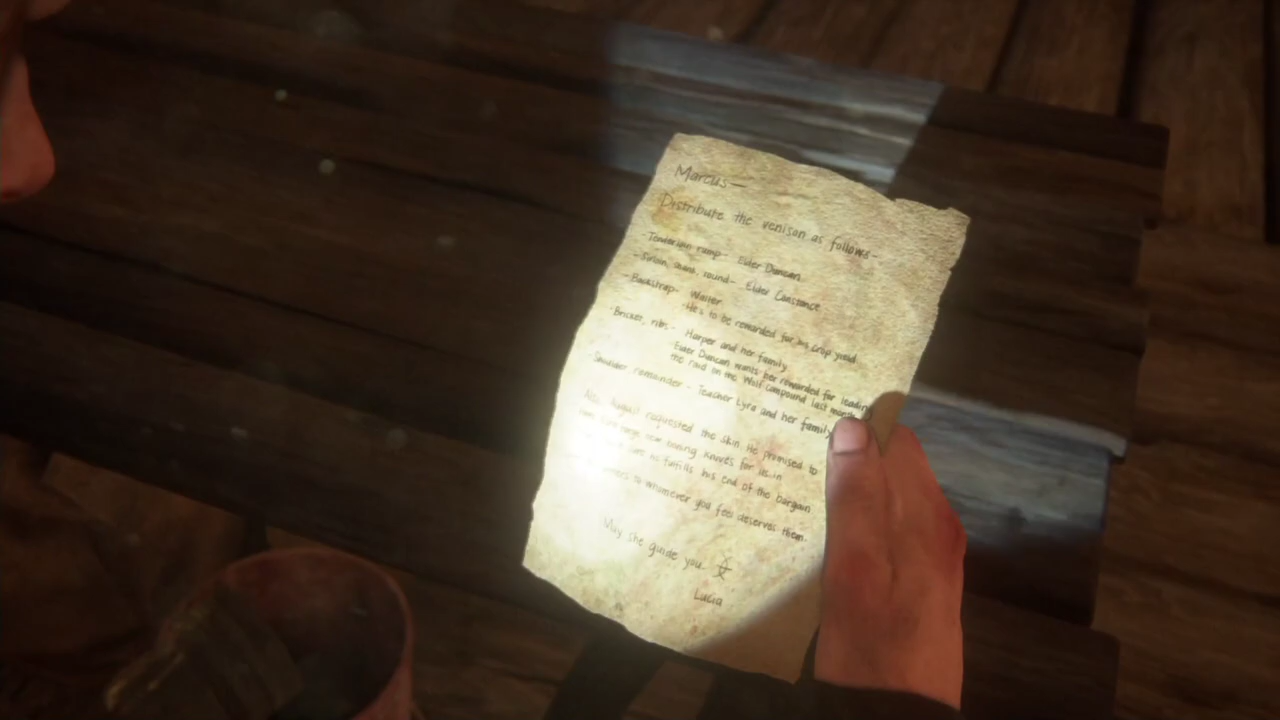 Marcus—
Distribute the venison as follows-
Tenderloin, rump- Elder Duncan
-Sirloin, shank, round- Elder Constance
-Backstrap- Walter
He's to be rewarded for his crop yield
-Brisket, ribs- Harper and her family
Elder Duncan wants her rewarded for leading
the raid on the Wolf compound last month
Shoulder, remainder - Teacher Lyra and her family
Also, August requested the skin. He promised to
large new boning knives for us in
he fulfills his end of the bargain
to whomever you feel deserves them.
May she guide you.
Lucia